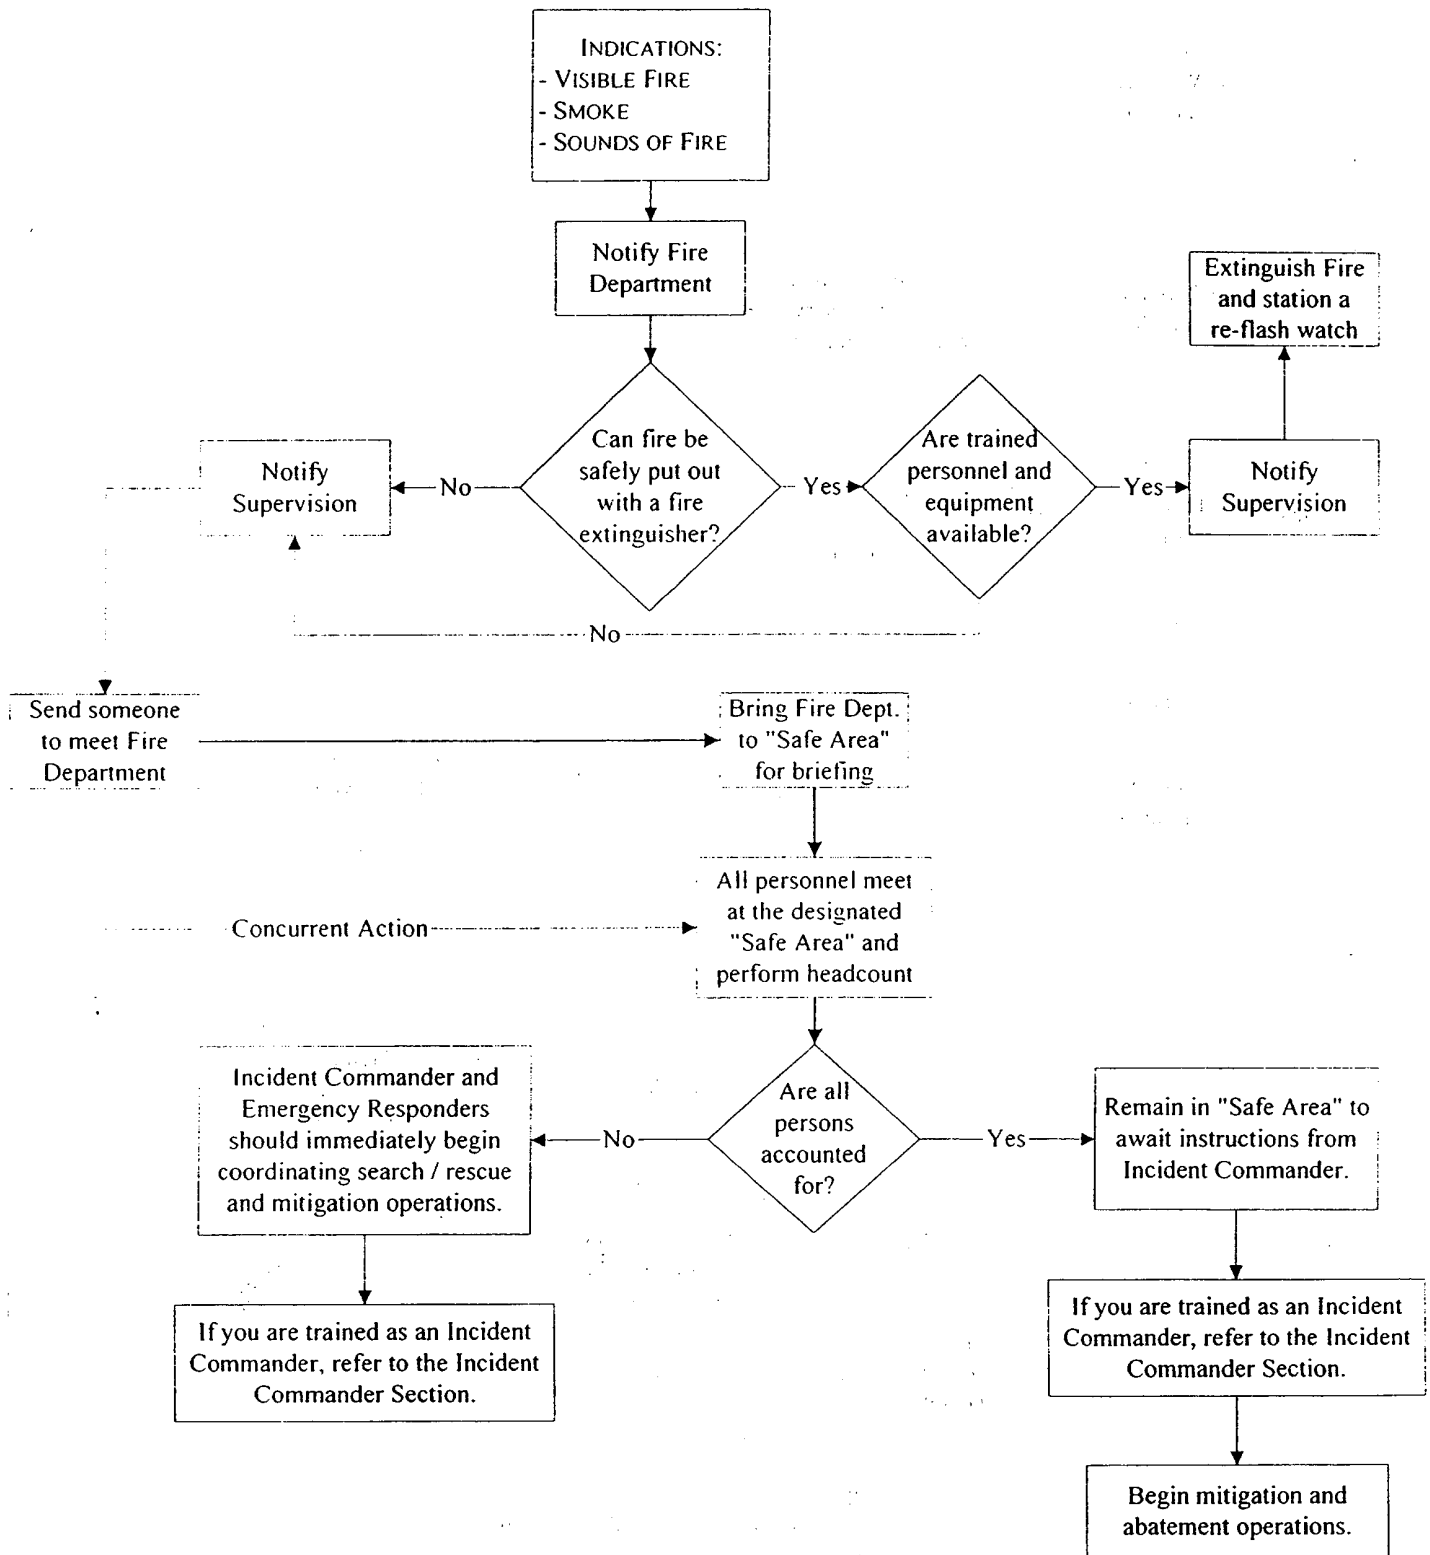 INDICATIONS:
- VISIBLE FIRE
- SMOKE
- SOUNDS OF FIRE
Notify Fire
Department
Can fire be
safely put out
with a fire
extinguisher?
Yes
Are trained
personnel and
equipment
available?
Yes
Notify
Supervision
Extinguish Fire
and station a
re-flash watch
No
Notify
Supervision
No
Send someone
to meet Fire
Department
Bring Fire Dept.
to "Safe Area"
for briefing
Concurrent Action
All personnel meet
at the designated
"Safe Area" and
perform headcount
Are all
persons
accounted
for?
No
Incident Commander and
Emergency Responders
should immediately begin
coordinating search / rescue
and mitigation operations.
If you are trained as an Incident
Commander, refer to the Incident
Commander Section.
Yes
Remain in "Safe Area" to
await instructions from
Incident Commander.
If you are trained as an Incident
Commander, refer to the Incident
Commander Section.
Begin mitigation and
abatement operations.